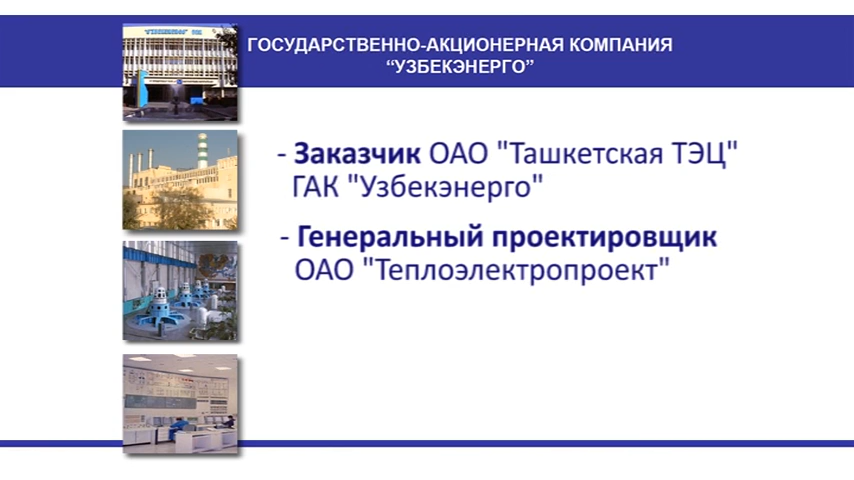 ГОСУДАРСТВЕННО-АКЦИОНЕРНАЯ КОМПАНИЯ
“УЗБЕКЭНЕРГО”
- Заказчик ОАО "Ташкетская ТЭЦ"
ГАК "Узбекэнерго"
- Генеральный проектировщик
ОАО "Теплоэлектропроект"